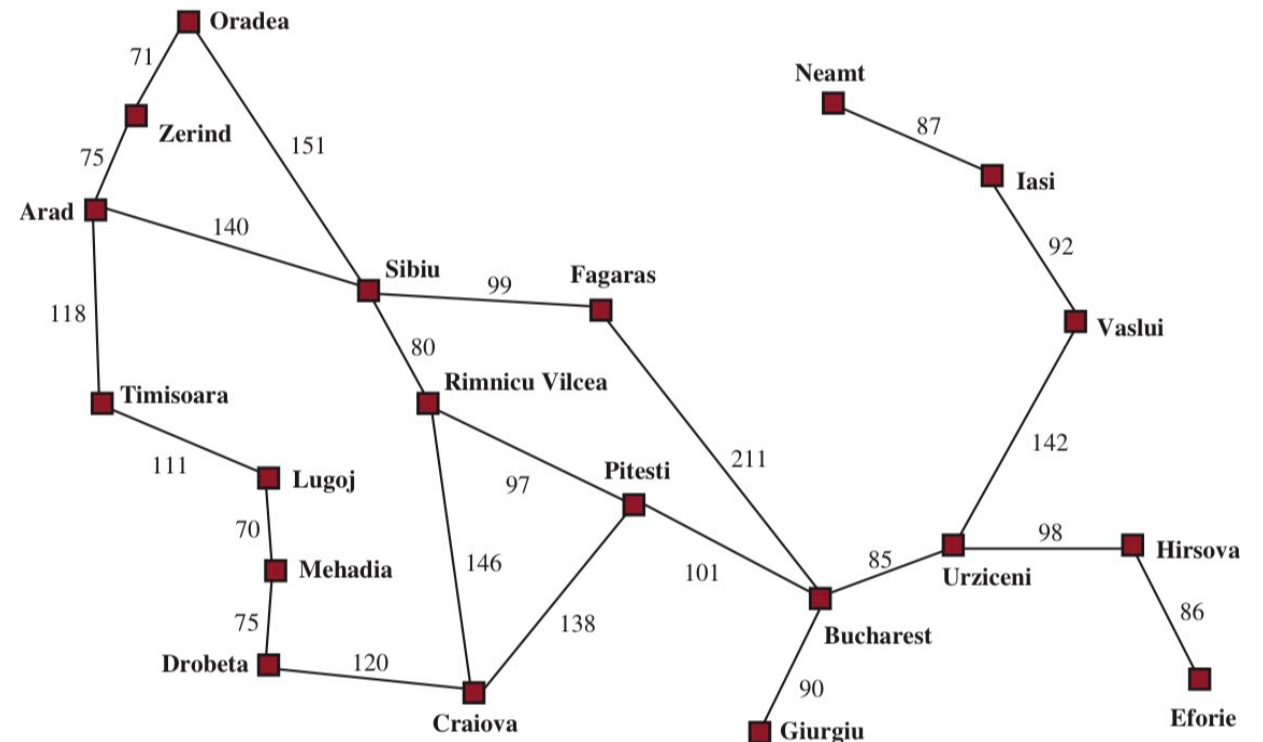 Oradea
71
Neamt
87
Zerind
151
75
Iasi
Arad
140
92
Sibiu
99
Fagaras
118
Vaslui
80
Rimnicu Vilcea
Timisoara
142
211
111
Lugoj
97
Pitesti
70
98
Hirsova
146
101
85
Urziceni
Mehadia
86
75
138
Bucharest
Drobeta
120
90
Craiova
Giurgiu
Eforie